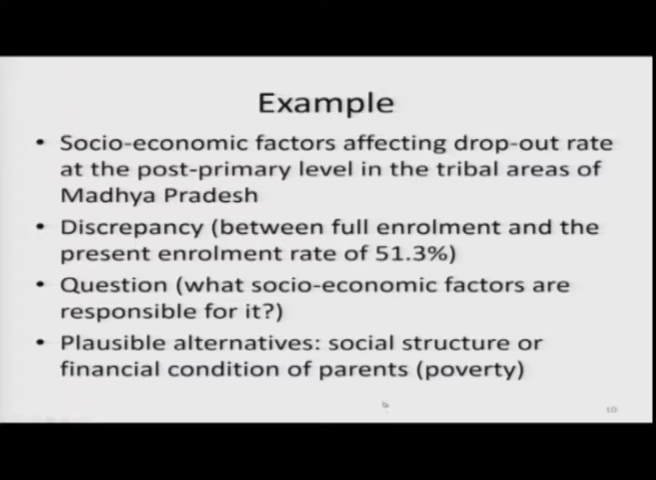 Example
• Socio-economic factors affecting drop-out rate
at the post-primary level in the tribal areas of
Madhya Pradesh
• Discrepancy (between full enrolment and the
present enrolment rate of 51.3%)
• Question (what socio-economic factors are
responsible for it?)
• Plausible alternatives: social structure or
financial condition of parents (poverty)
10